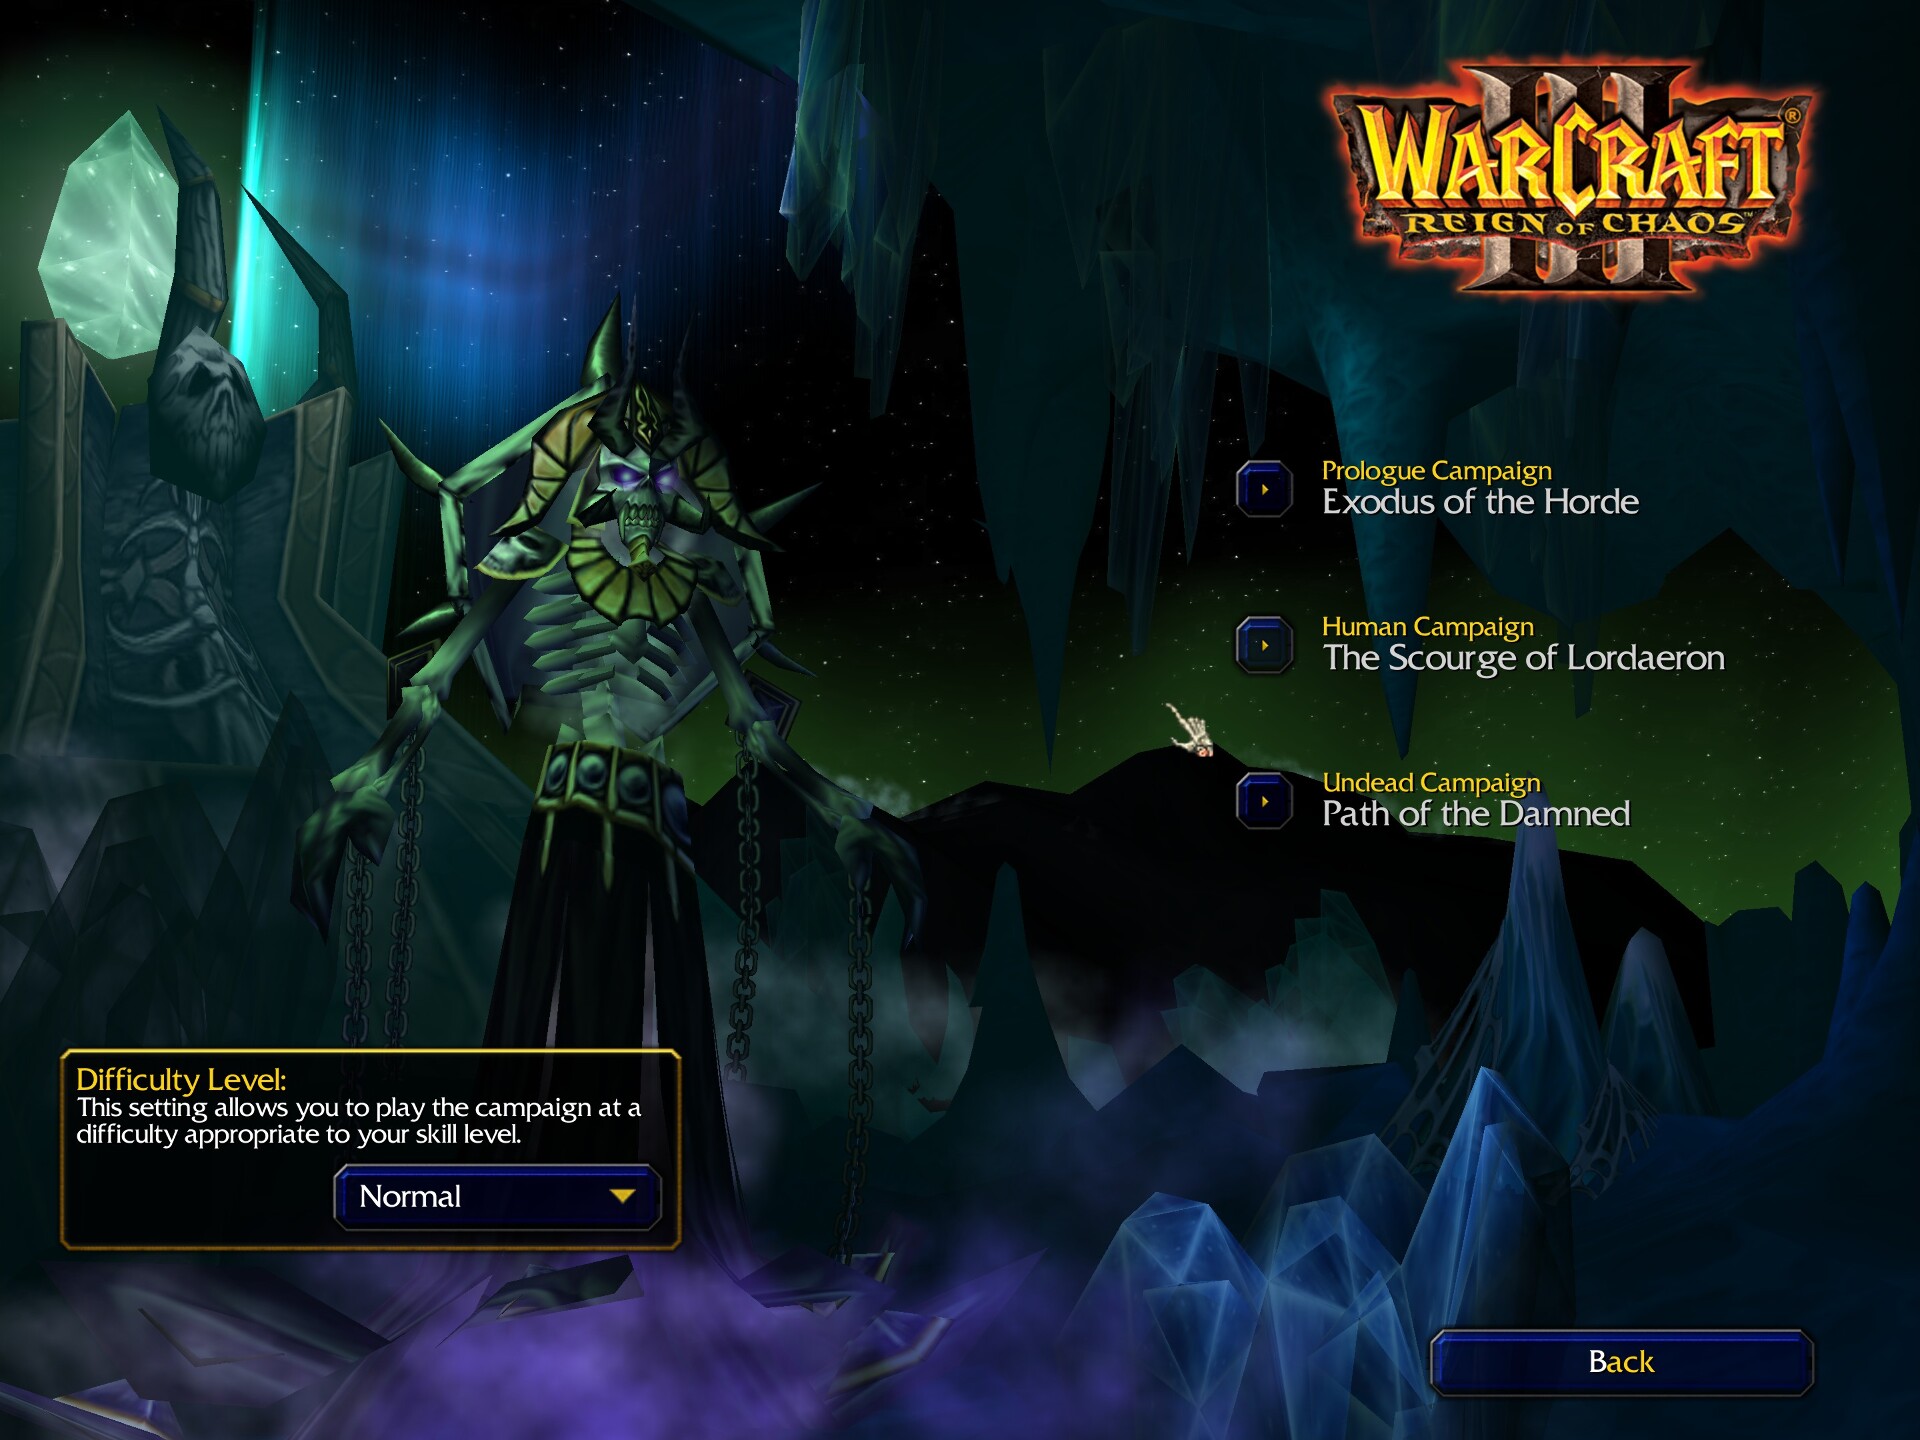 WARCRAFT®
III
REIGN OF CHAOS™
Prologue Campaign
Exodus of the Horde
Human Campaign
The Scourge of Lordaeron
Undead Campaign
Path of the Damned
Difficulty Level:
This setting allows you to play the campaign at a
difficulty appropriate to your skill level.
Normal
Back